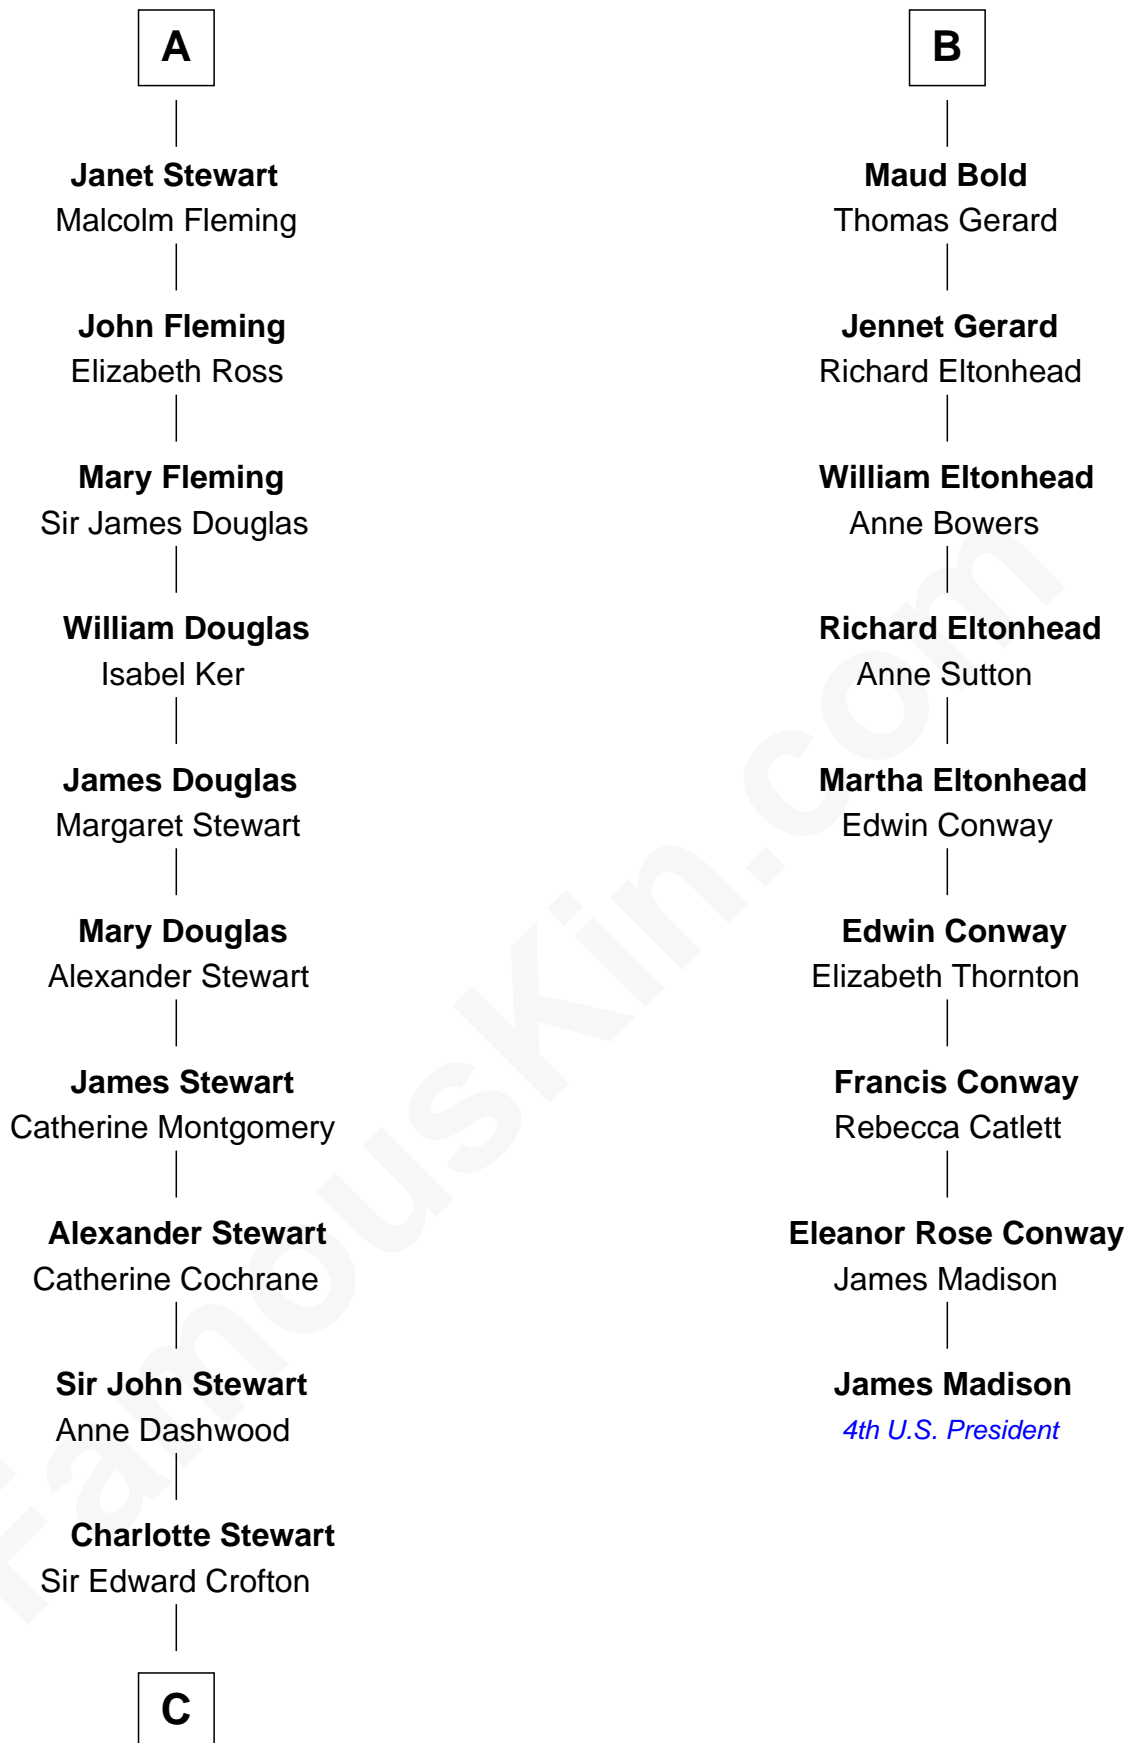 A
Janet Stewart
Malcolm Fleming
John Fleming
Elizabeth Ross
Mary Fleming
Sir James Douglas
William Douglas
Isabel Ker
James Douglas
Margaret Stewart
Mary Douglas
Alexander Stewart
James Stewart
Catherine Montgomery
Alexander Stewart
Catherine Cochrane
Sir John Stewart
Anne Dashwood
Charlotte Stewart
Sir Edward Crofton
C
B
Maud Bold
Thomas Gerard
Jennet Gerard
Richard Eltonhead
William Eltonhead
Anne Bowers
Richard Eltonhead
Anne Sutton
Martha Eltonhead
Edwin Conway
Edwin Conway
Elizabeth Thornton
Francis Conway
Rebecca Catlett
Eleanor Rose Conway
James Madison
James Madison
4th U.S. President
FamousKin.com